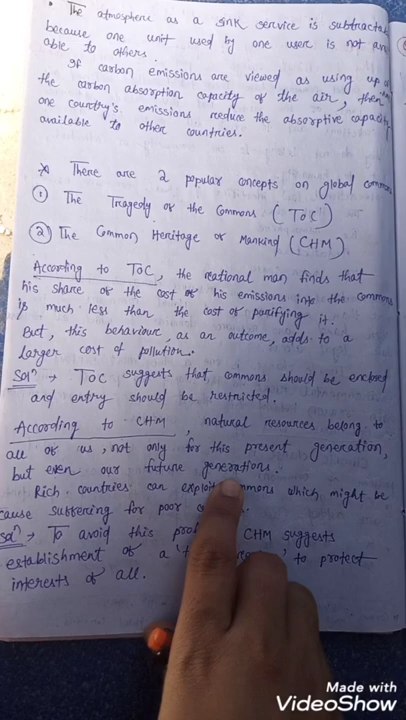 • The atmosphere as a sink service is
because one unit used by one user is not
able to others.
If carbon emissions are viewed as using up
the carbon absorption capacity of the air, then
one country's emissions reduce the absorptive
available to other countries.
* There are 2 popular concepts on global
① The Tragedy of the Commons (ToC)
② The Common Heritage of Mankind (CHM)
According to ToC, the rational man finds that
his share of the cost of his emissions into the commons
is much less than the cost of purifying it.
But, this behaviour, as an outcome, adds to a
larger cost of pollution.
Solⁿ → ToC suggests that commons should be enclosed
and entry should be restricted.
According to CHM, natural resources belong to
all of us, not only for this present generation,
but even our future generations.
Rich countries can exploit which might be
cause suffering for poor
Solⁿ → To avoid this CHM suggests
establishment of a to protect
interests of all.
Made with
VideoShow